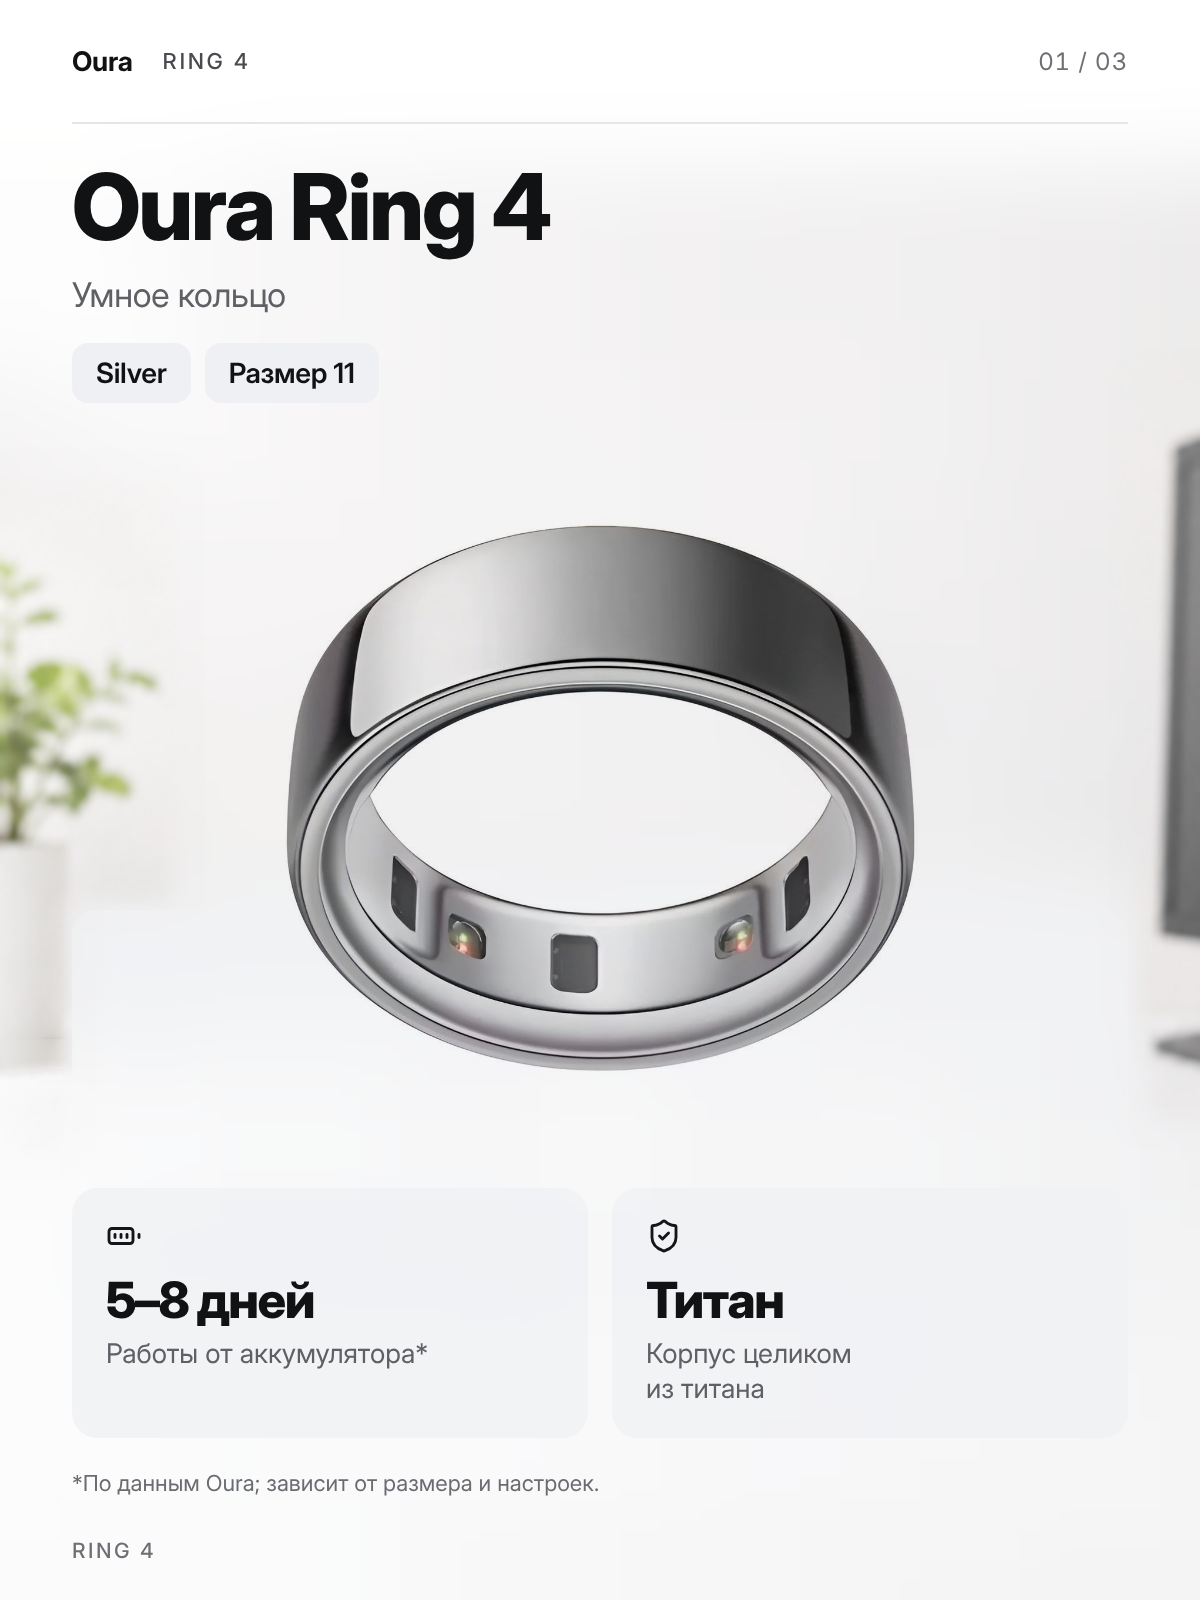 Oura RING 4 01 / 03
Oura Ring 4
Умное кольцо
Silver Размер 11
5–8 дней
Работы от аккумулятора*
Титан
Корпус целиком
из титана
*По данным Oura; зависит от размера и настроек.
RING 4